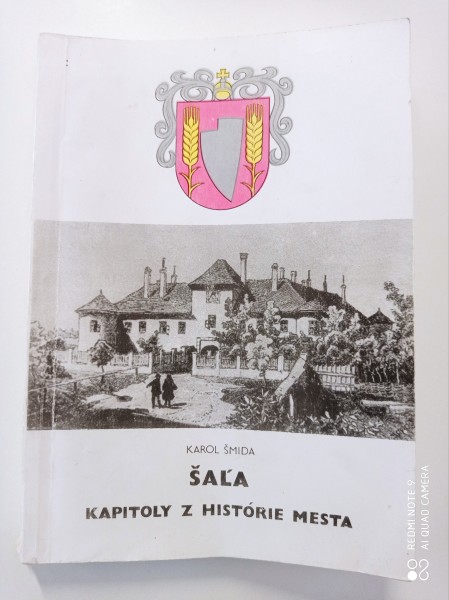 KAROL ŠMIDA
ŠAĽA
KAPITOLY Z HISTÓRIE MESTA
REDMI NOTE 9
AI QUAD CAMERA